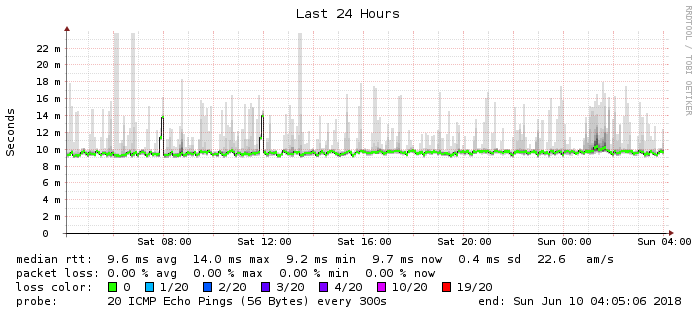 Last 24 Hours
RRDTOOL / TOBI OETIKER
Seconds
22 m
20 m
18 m
16 m
14 m
12 m
10 m
8 m
6 m
4 m
2 m
0
Sat 08:00 Sat 12:00 Sat 16:00 Sat 20:00 Sun 00:00 Sun 04:00
median rtt: 9.6 ms avg 14.0 ms max 9.2 ms min 9.7 ms now 0.4 ms sd 22.6 am/s
packet loss: 0.00 % avg 0.00 % max 0.00 % min 0.00 % now
loss color: 0 1/20 2/20 3/20 4/20 10/20 19/20
probe: 20 ICMP Echo Pings (56 Bytes) every 300s end: Sun Jun 10 04:05:06 2018